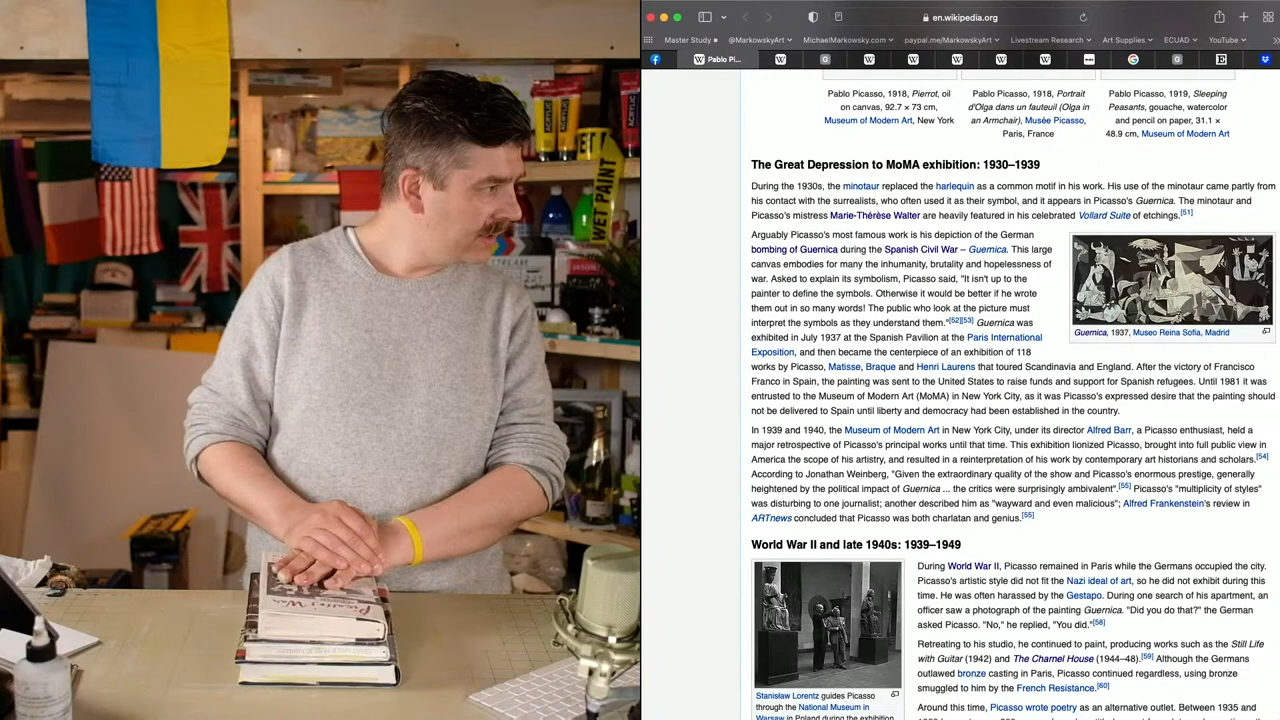 WET PAINT
STREAM
Picasso's War
en.wikipedia.org
Master Study
@MarkowskyArt
MichaelMarkowsky.com
paypal.me/MarkowskyArt
Livestream Research
Art Supplies
ECUAD
YouTube
Pablo Pi...
Pablo Picasso, 1918, Pierrot, oil
on canvas, 92.7 × 73 cm,
Museum of Modern Art, New York
Pablo Picasso, 1918, Portrait
d'Olga dans un fauteuil (Olga in
an Armchair), Musée Picasso,
Paris, France
Pablo Picasso, 1919, Sleeping
Peasants, gouache, watercolor
and pencil on paper, 31.1 ×
48.9 cm, Museum of Modern Art
The Great Depression to MoMA exhibition: 1930–1939
During the 1930s, the minotaur replaced the harlequin as a common motif in his work. His use of the minotaur came partly from
his contact with the surrealists, who often used it as their symbol, and it appears in Picasso's Guernica. The minotaur and
Picasso's mistress Marie-Thérèse Walter are heavily featured in his celebrated Vollard Suite of etchings.[51]
Arguably Picasso's most famous work is his depiction of the German
bombing of Guernica during the Spanish Civil War – Guernica. This large
canvas embodies for many the inhumanity, brutality and hopelessness of
war. Asked to explain its symbolism, Picasso said, "It isn't up to the
painter to define the symbols. Otherwise it would be better if he wrote
them out in so many words! The public who look at the picture must
interpret the symbols as they understand them."[52][53] Guernica was
exhibited in July 1937 at the Spanish Pavilion at the Paris International
Exposition, and then became the centerpiece of an exhibition of 118
works by Picasso, Matisse, Braque and Henri Laurens that toured Scandinavia and England. After the victory of Francisco
Franco in Spain, the painting was sent to the United States to raise funds and support for Spanish refugees. Until 1981 it was
entrusted to the Museum of Modern Art (MoMA) in New York City, as it was Picasso's expressed desire that the painting should
not be delivered to Spain until liberty and democracy had been established in the country.
Guernica, 1937, Museo Reina Sofia, Madrid
In 1939 and 1940, the Museum of Modern Art in New York City, under its director Alfred Barr, a Picasso enthusiast, held a
major retrospective of Picasso's principal works until that time. This exhibition lionized Picasso, brought into full public view in
America the scope of his artistry, and resulted in a reinterpretation of his work by contemporary art historians and scholars.[54]
According to Jonathan Weinberg, "Given the extraordinary quality of the show and Picasso's enormous prestige, generally
heightened by the political impact of Guernica ... the critics were surprisingly ambivalent".[55] Picasso's "multiplicity of styles"
was disturbing to one journalist; another described him as "wayward and even malicious"; Alfred Frankenstein's review in
ARTnews concluded that Picasso was both charlatan and genius.[55]
World War II and late 1940s: 1939–1949
Stanisław Lorentz guides Picasso
through the National Museum in
Warsaw in Poland during the exhibition
During World War II, Picasso remained in Paris while the Germans occupied the city.
Picasso's artistic style did not fit the Nazi ideal of art, so he did not exhibit during this
time. He was often harassed by the Gestapo. During one search of his apartment, an
officer saw a photograph of the painting Guernica. "Did you do that?" the German
asked Picasso. "No," he replied, "You did."[58]
Retreating to his studio, he continued to paint, producing works such as the Still Life
with Guitar (1942) and The Charnel House (1944–48).[59] Although the Germans
outlawed bronze casting in Paris, Picasso continued regardless, using bronze
smuggled to him by the French Resistance.[60]
Around this time, Picasso wrote poetry as an alternative outlet. Between 1935 and